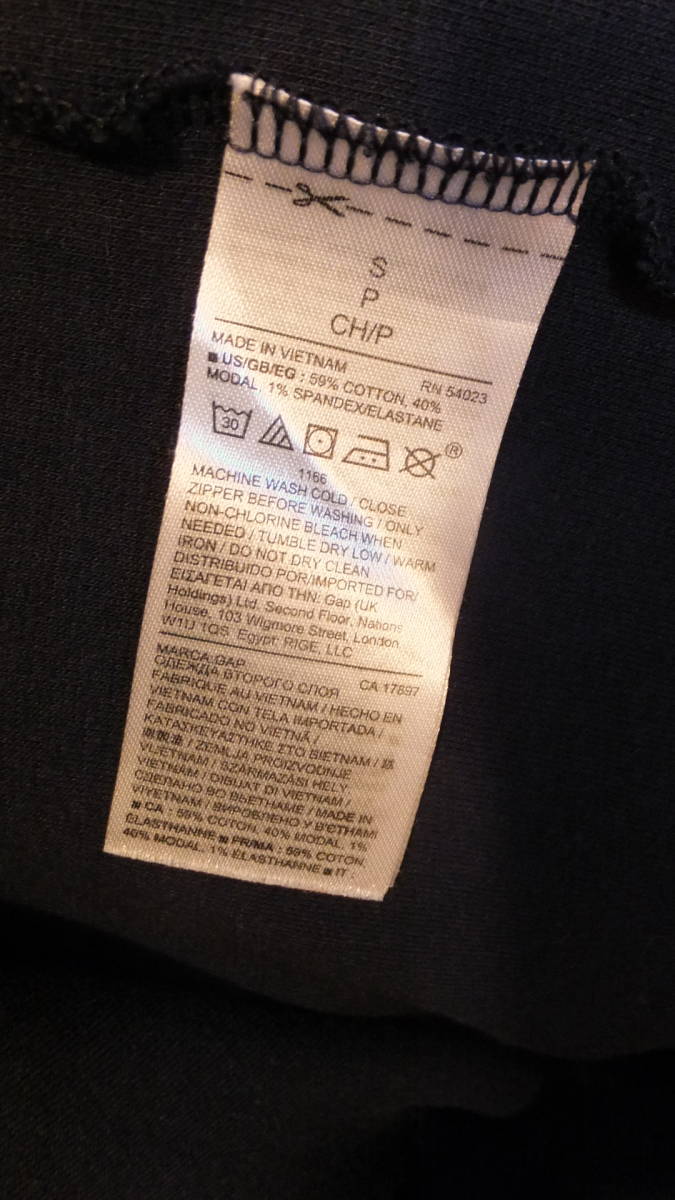 S
P
CH/P
MADE IN VIETNAM RN 54023
■ US/GB/EG : 59% COTTON, 40%
MODAL, 1% SPANDEX/ELASTANE
30
®
1166
MACHINE WASH COLD / CLOSE
ZIPPER BEFORE WASHING / ONLY
NON-CHLORINE BLEACH WHEN
NEEDED / TUMBLE DRY LOW / WARM
IRON / DO NOT DRY CLEAN
DISTRIBUIDO POR/IMPORTED FOR/
ΕΙΣΑΓΕΤΑΙ ΑΠΟ ΤΗΝ: Gap (UK
Holdings) Ltd, Second Floor, Nations
House, 103 Wigmore Street, London
W1U 1QS, Egypt: RIGE, LLC
MARCA:GAP CA 17897
ОДЕЖДА ВТОРОГО СЛОЯ
FABRIQUÉ AU VIETNAM / HECHO EN
VIETNAM CON TELA IMPORTADA /
FABRICADO NO VIETNÃ /
ΚΑΤΑΣΚΕΥΑΣΤΗΚΕ ΣΤΟ ΒΙΕΤΝΑΜ /
/ ZEMLJA PROIZVODNJE
VIJETNAM / SZÁRMAZÁSI HELY
VIETNAM / DIBUAT DI VIETNAM /
СДЕЛАНО ВО ВЬЕТНАМЕ / MADE IN
VIYETNAM / ВИРОБЛЕНО У В'ЄТНАМІ
■ CA : 59% COTON, 40% MODAL, 1%
ÉLASTHANNE ■ FR/MA : 59% COTON,
40% MODAL, 1% ÉLASTHANNE ■ IT :